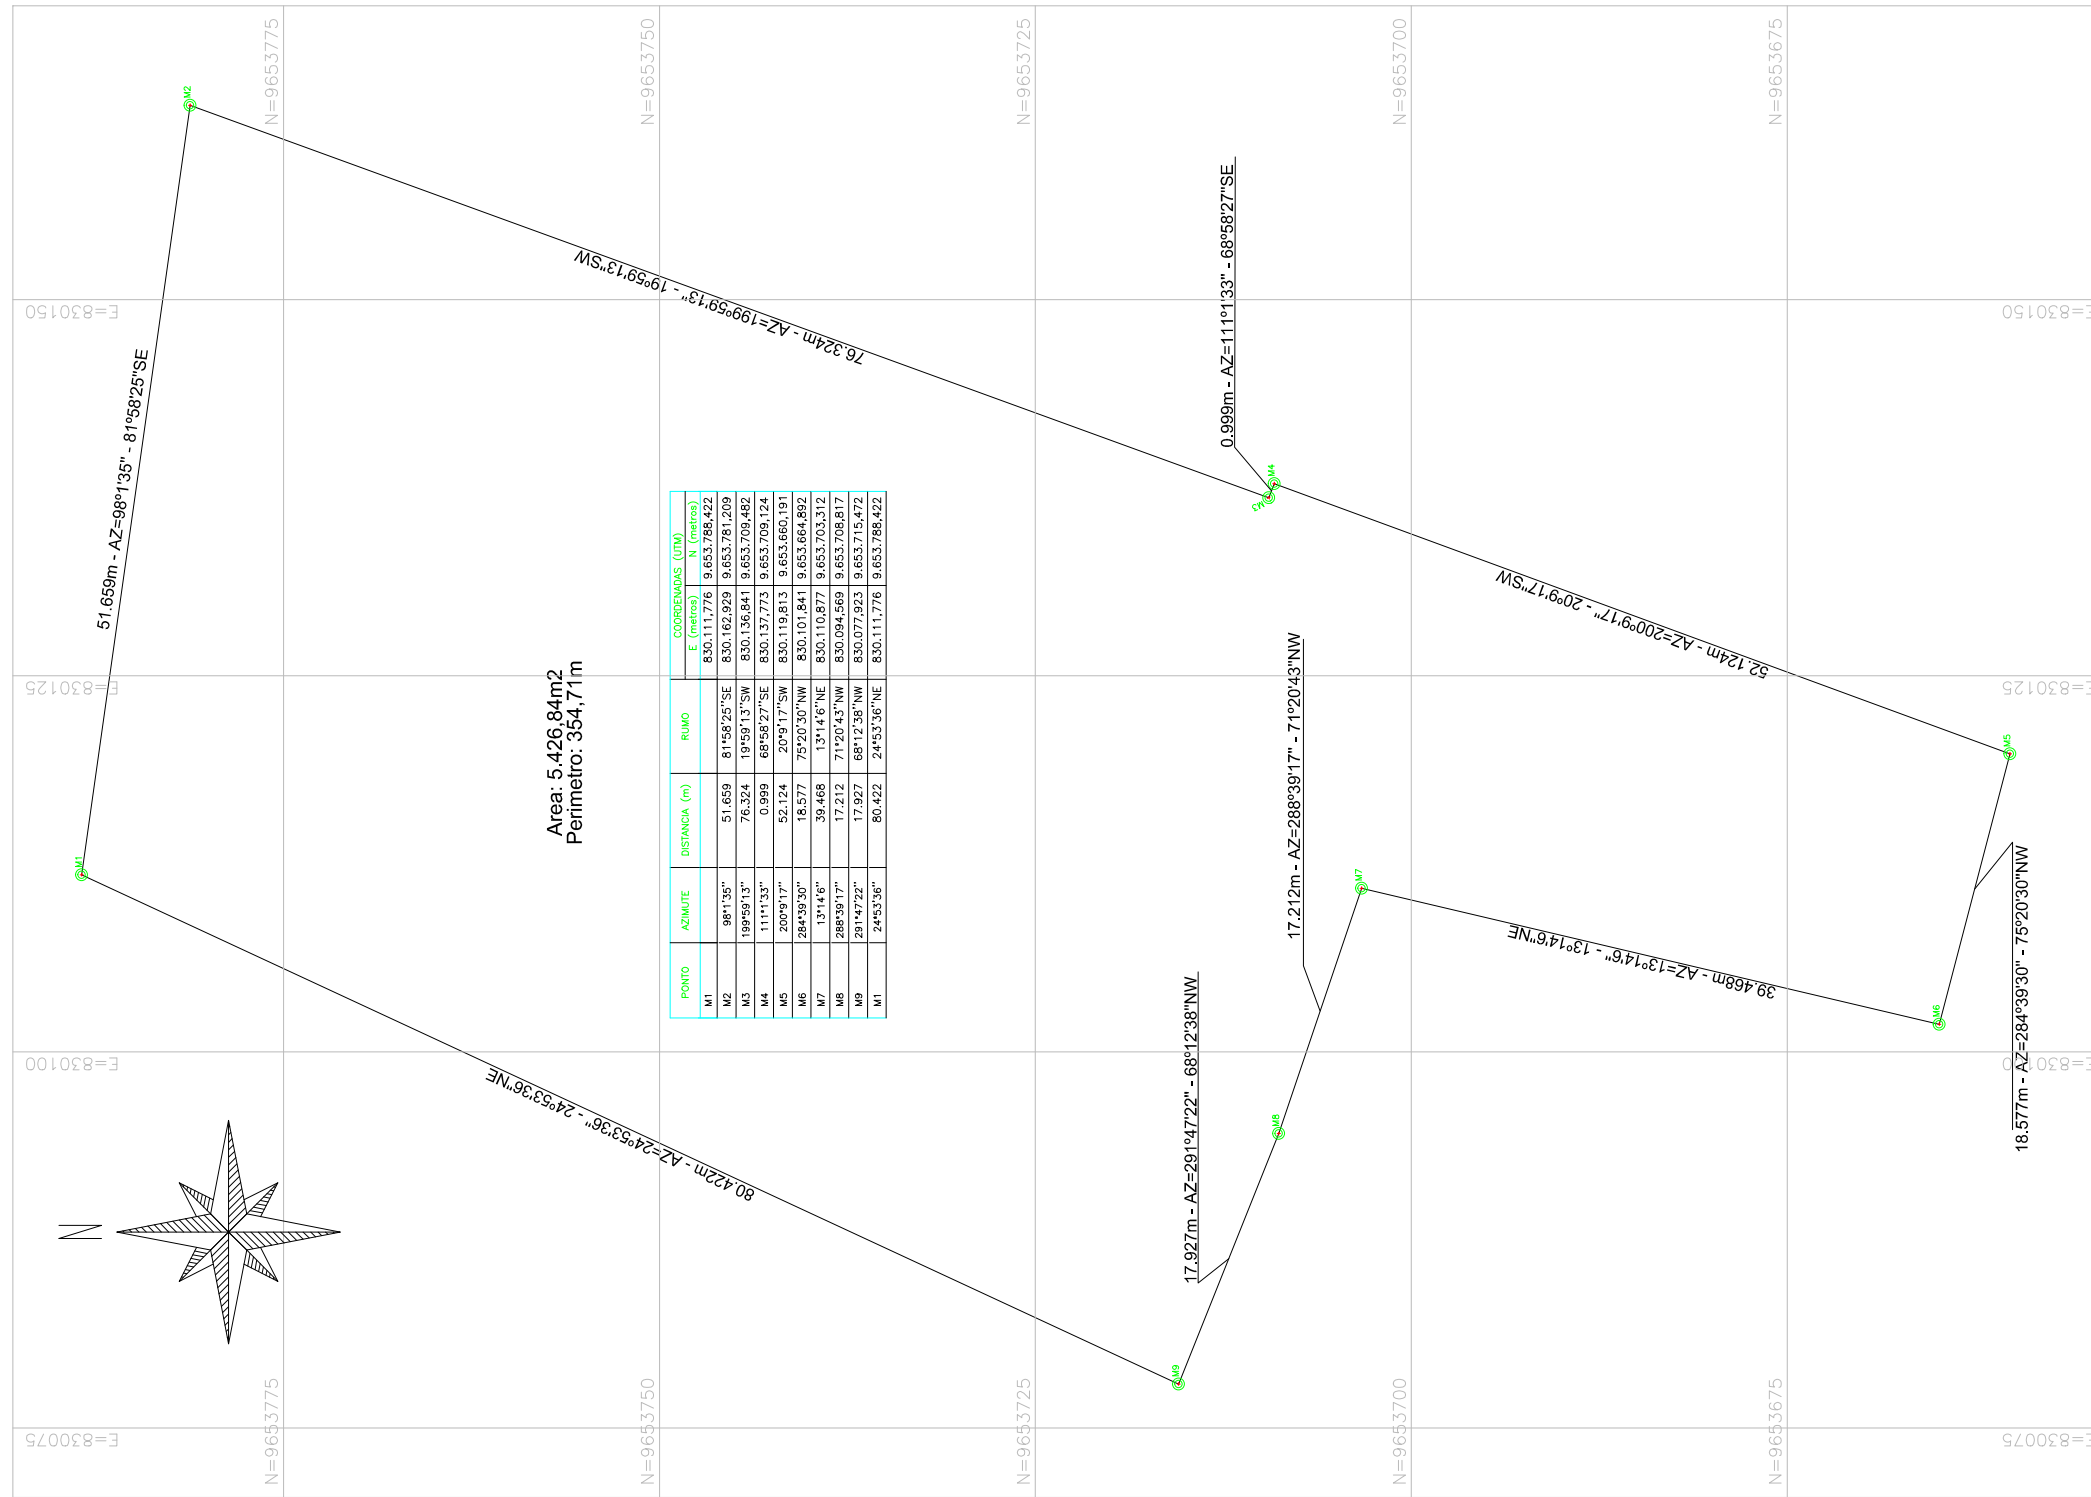 N
M1
M2
M3
M4
M5
M6
M7
M8
M9
51.659m - AZ=98°1'35" - 81°58'25"SE
76.324m - AZ=199°59'13" - 19°59'13"SW
0.999m - AZ=111°1'33" - 68°58'27"SE
52.124m - AZ=200°9'17" - 20°9'17"SW
18.577m - AZ=284°39'30" - 75°20'30"NW
39.468m - AZ=13°14'6" - 13°14'6"NE
17.212m - AZ=288°39'17" - 71°20'43"NW
17.927m - AZ=291°47'22" - 68°12'38"NW
80.422m - AZ=24°53'36" - 24°53'36"NE
Area: 5.426,84m2
Perimetro: 354,71m
COORDENADAS (UTM)
PONTO AZIMUTE DISTANCIA (m) RUMO E (metros) N (metros)
M1 830.111,776 9.653.788,422
M2 98°1'35" 51.659 81°58'25"SE 830.162,929 9.653.781,209
M3 199°59'13" 76.324 19°59'13"SW 830.136,841 9.653.709,482
M4 111°1'33" 0.999 68°58'27"SE 830.137,773 9.653.709,124
M5 200°9'17" 52.124 20°9'17"SW 830.119,813 9.653.660,191
M6 284°39'30" 18.577 75°20'30"NW 830.101,841 9.653.664,892
M7 13°14'6" 39.468 13°14'6"NE 830.110,877 9.653.703,312
M8 288°39'17" 17.212 71°20'43"NW 830.094,569 9.653.708,817
M9 291°47'22" 17.927 68°12'38"NW 830.077,923 9.653.715,472
M1 24°53'36" 80.422 24°53'36"NE 830.111,776 9.653.788,422
N=9653775
N=9653750
N=9653725
N=9653700
N=9653675
N=9653775
N=9653750
N=9653725
N=9653700
N=9653675
E=830150
E=830125
E=830100
E=830075
E=830150
E=830125
E=830100
E=830075